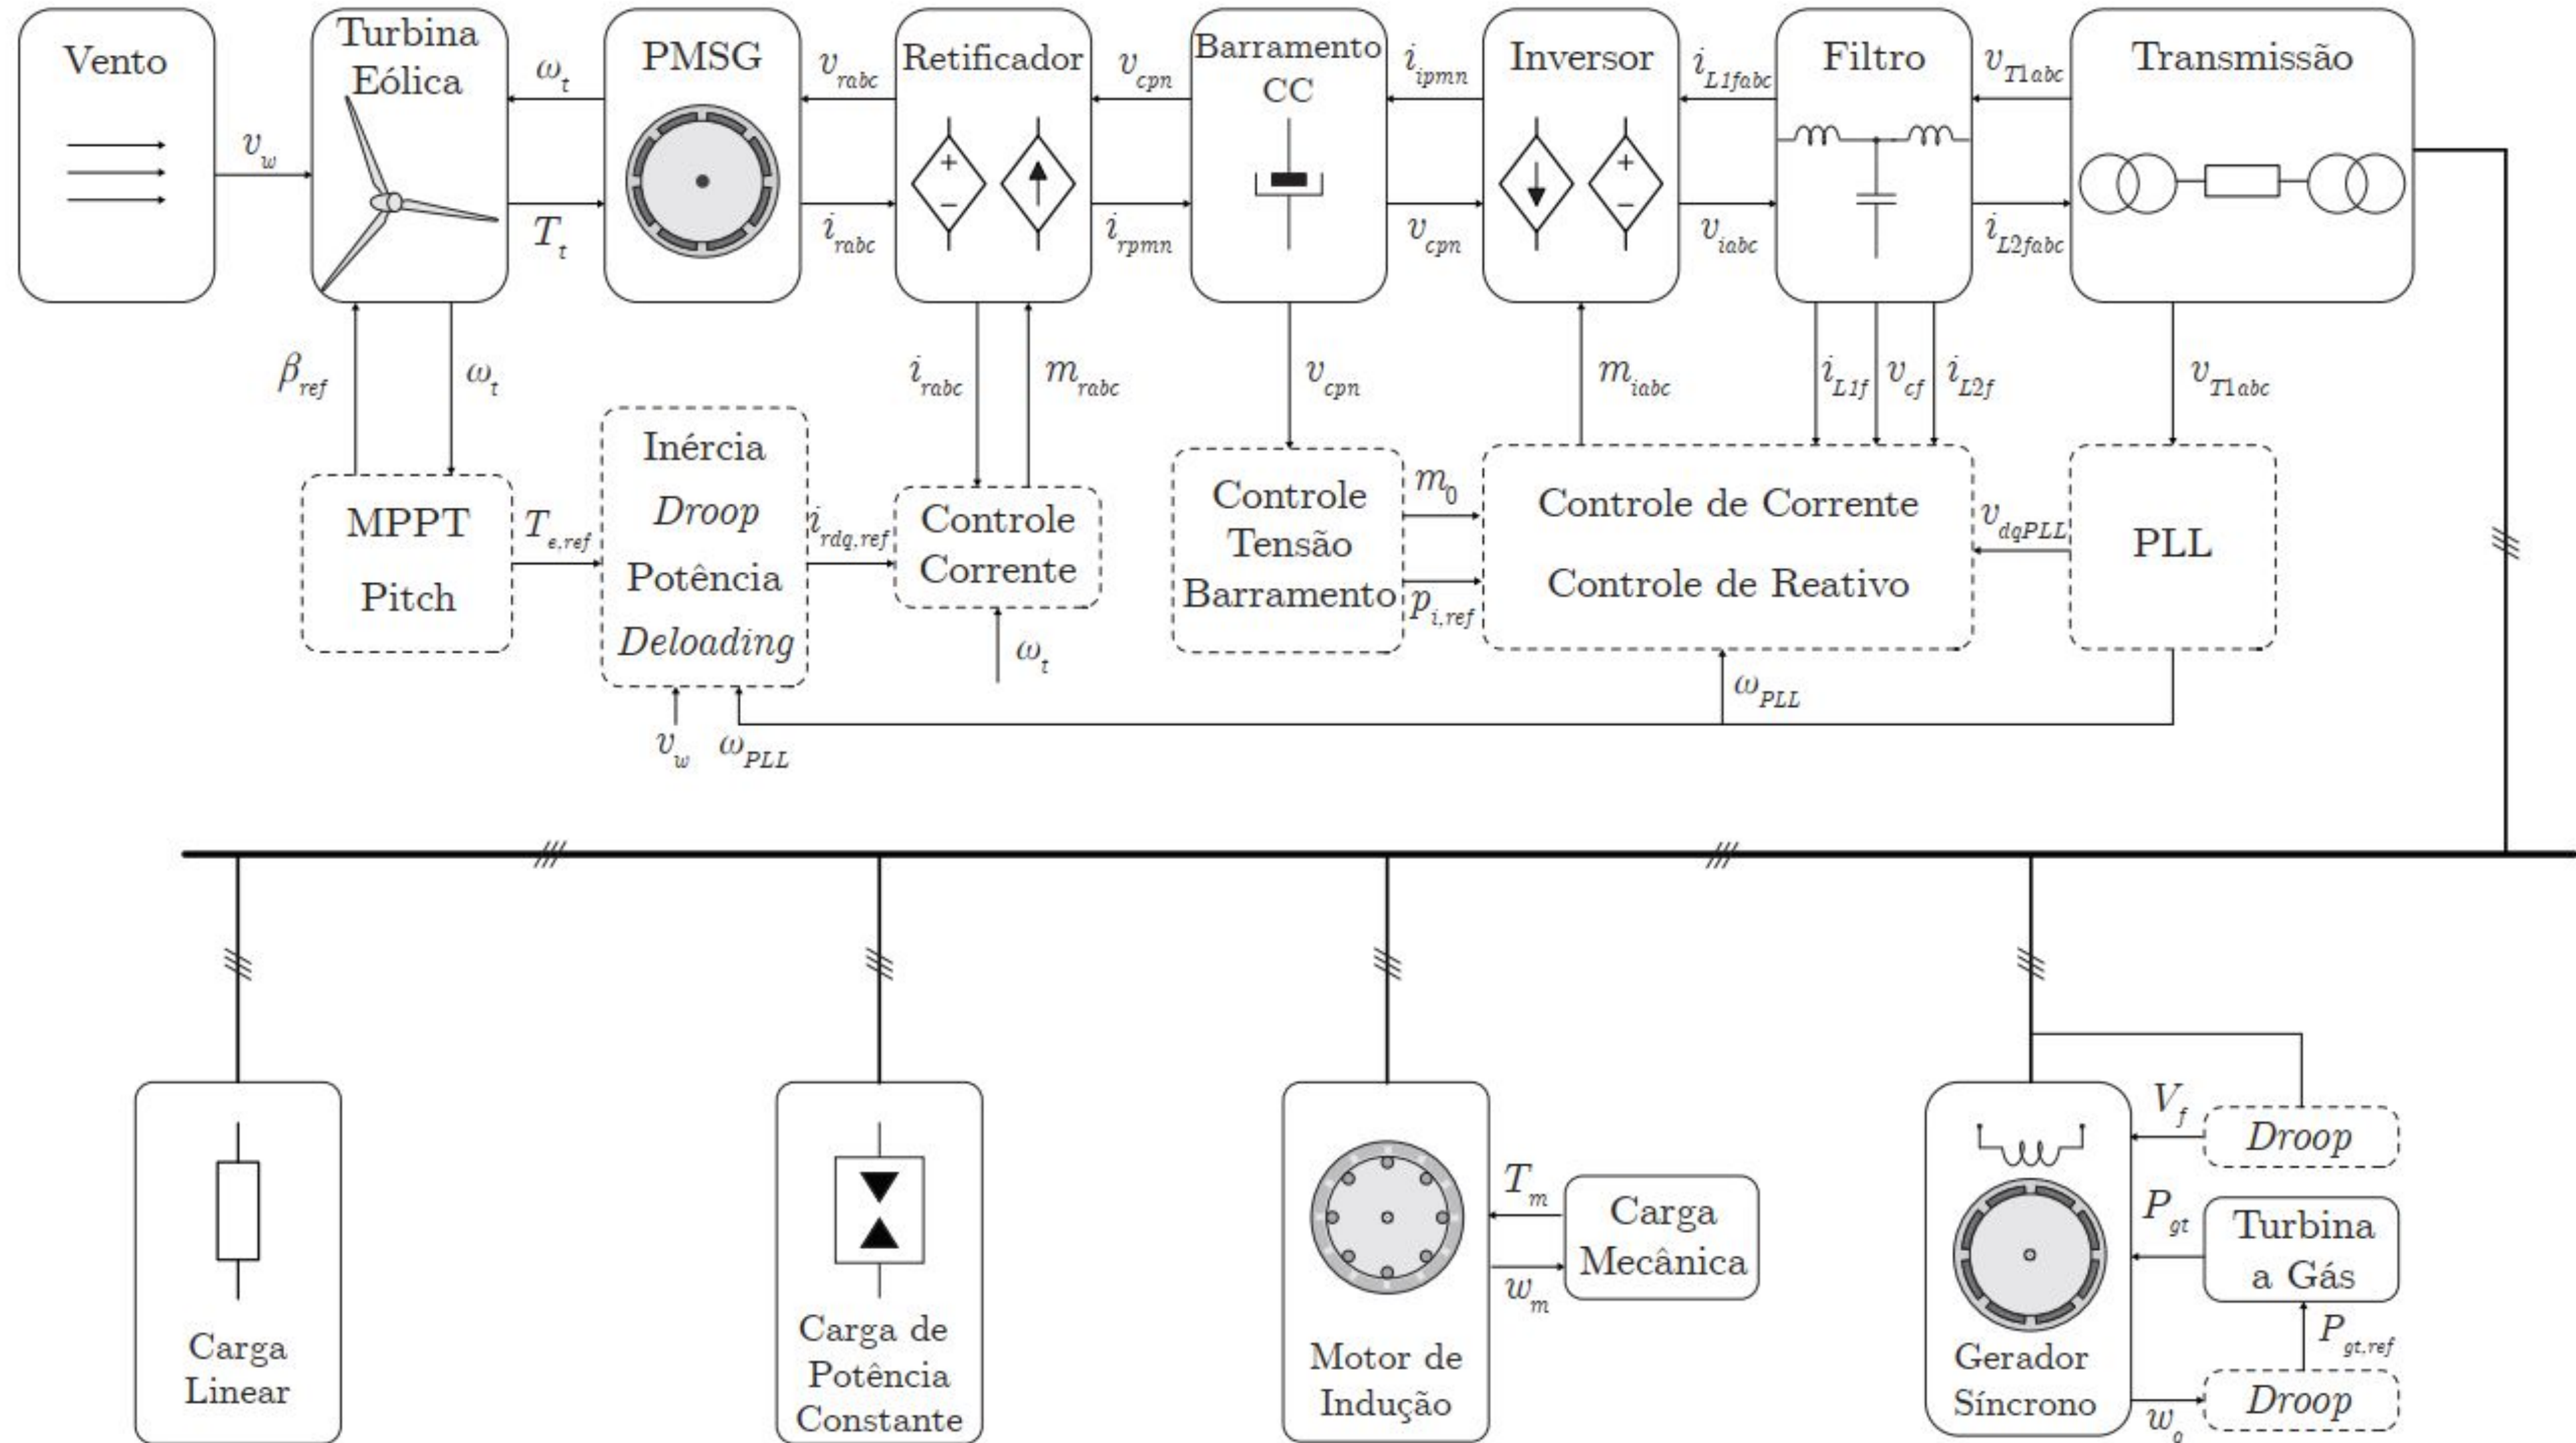 Vento
v_w
Turbina
Eólica
ω_t
T_t
PMSG
v_rabc
i_rabc
Retificador
+
−
v_cpn
i_rpmn
Barramento
CC
i_ipmn
v_cpn
Inversor
+
−
i_L1fabc
v_iabc
Filtro
v_T1abc
i_L2fabc
Transmissão
β_ref
ω_t
i_rabc
m_rabc
v_cpn
m_iabc
i_L1f
v_cf
i_L2f
v_T1abc
MPPT
Pitch
T_e,ref
Inércia
Droop
Potência
Deloading
i_rdq,ref
Controle
Corrente
ω_t
Controle
Tensão
Barramento
m_0
p_i,ref
Controle de Corrente
Controle de Reativo
v_dqPLL
PLL
ω_PLL
v_w
ω_PLL
Carga
Linear
Carga de
Potência
Constante
Motor de
Indução
T_m
w_m
Carga
Mecânica
Gerador
Síncrono
V_f
Droop
P_gt
Turbina
a Gás
P_gt,ref
w_g
Droop